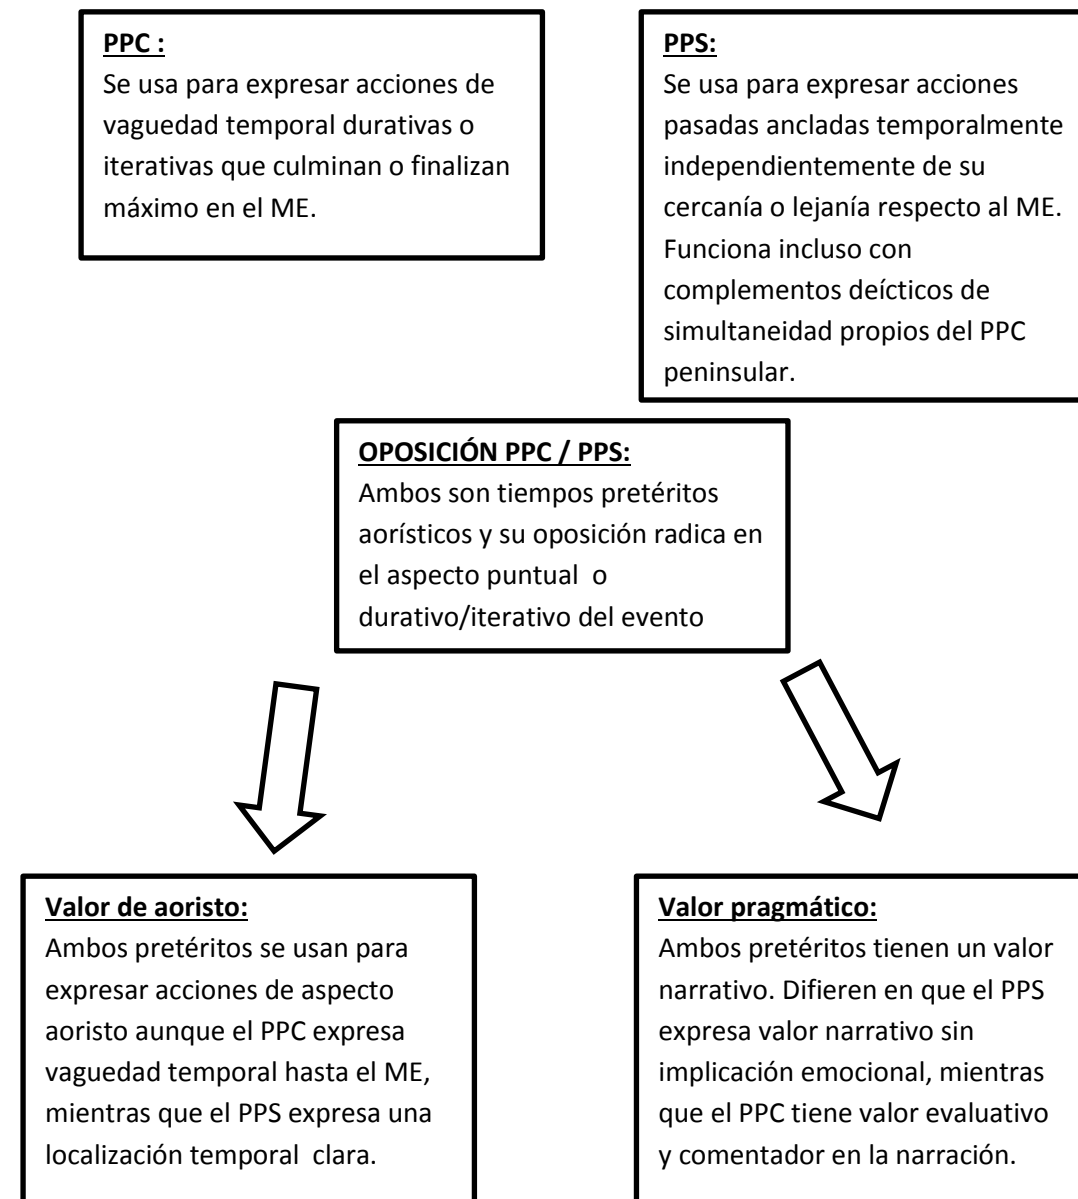 PPC :
Se usa para expresar acciones de
vaguedad temporal durativas o
iterativas que culminan o finalizan
máximo en el ME.
PPS:
Se usa para expresar acciones
pasadas ancladas temporalmente
independientemente de su
cercanía o lejanía respecto al ME.
Funciona incluso con
complementos deícticos de
simultaneidad propios del PPC
peninsular.
OPOSICIÓN PPC / PPS:
Ambos son tiempos pretéritos
aorísticos y su oposición radica en
el aspecto puntual o
durativo/iterativo del evento
Valor de aoristo:
Ambos pretéritos se usan para
expresar acciones de aspecto
aoristo aunque el PPC expresa
vaguedad temporal hasta el ME,
mientras que el PPS expresa una
localización temporal clara.
Valor pragmático:
Ambos pretéritos tienen un valor
narrativo. Difieren en que el PPS
expresa valor narrativo sin
implicación emocional, mientras
que el PPC tiene valor evaluativo
y comentador en la narración.